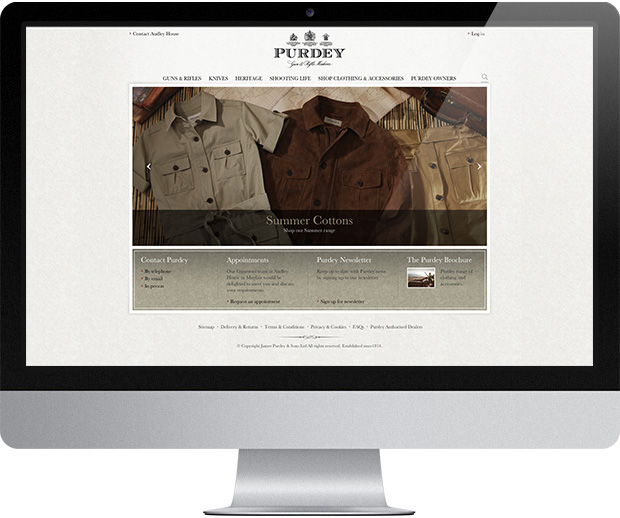 Contact Audley House
Log in
PURDEY
Gun & Rifle Makers
GUNS & RIFLES KNIVES HERITAGE SHOOTING LIFE SHOP CLOTHING & ACCESSORIES PURDEY OWNERS
Summer Cottons
Shop our Summer range
Contact Purdey
By telephone
By email
In person
Appointments
Our Gunroom team at Audley
House in Mayfair would be
delighted to meet you and discuss
your requirements
Request an appointment
Purdey Newsletter
Keep up to date with Purdey news
by signing up to our newsletter
Sign up for newsletter
The Purdey Brochure
Purdey range of
clothing and
accessories
Sitemap • Delivery & Returns • Terms & Conditions • Privacy & Cookies • FAQs • Purdey Authorised Dealers
© Copyright James Purdey & Sons Ltd All rights reserved. Established since1814.